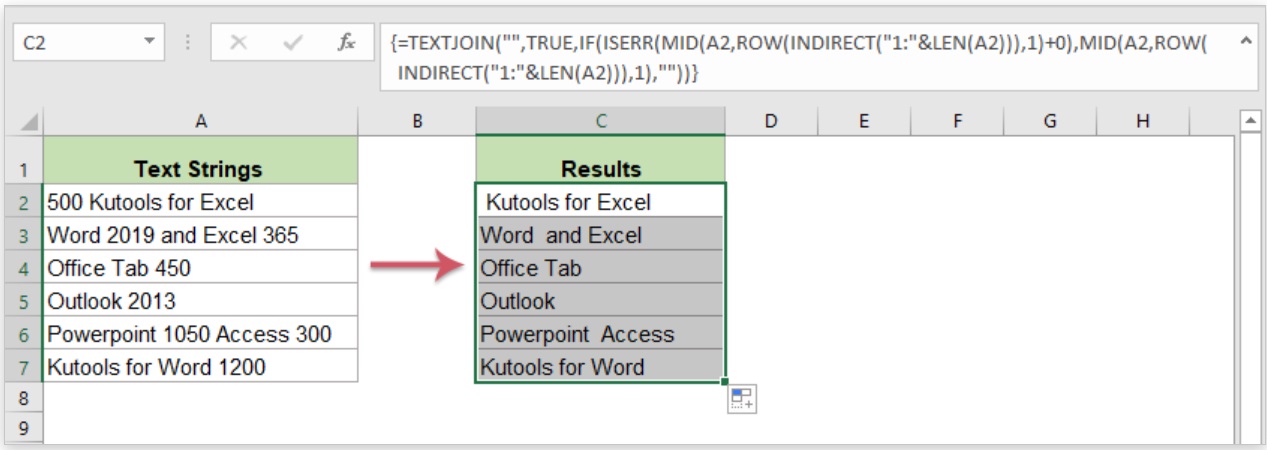 C2 fx {=TEXTJOIN("",TRUE,IF(ISERR(MID(A2,ROW(INDIRECT("1:"&LEN(A2))),1)+0),MID(A2,ROW(
INDIRECT("1:"&LEN(A2))),1),""))}
A B C D E F G H
1 Text Strings Results
2 500 Kutools for Excel Kutools for Excel
3 Word 2019 and Excel 365 Word  and Excel
4 Office Tab 450 Office Tab
5 Outlook 2013 Outlook
6 Powerpoint 1050 Access 300 Powerpoint  Access
7 Kutools for Word 1200 Kutools for Word
8
9